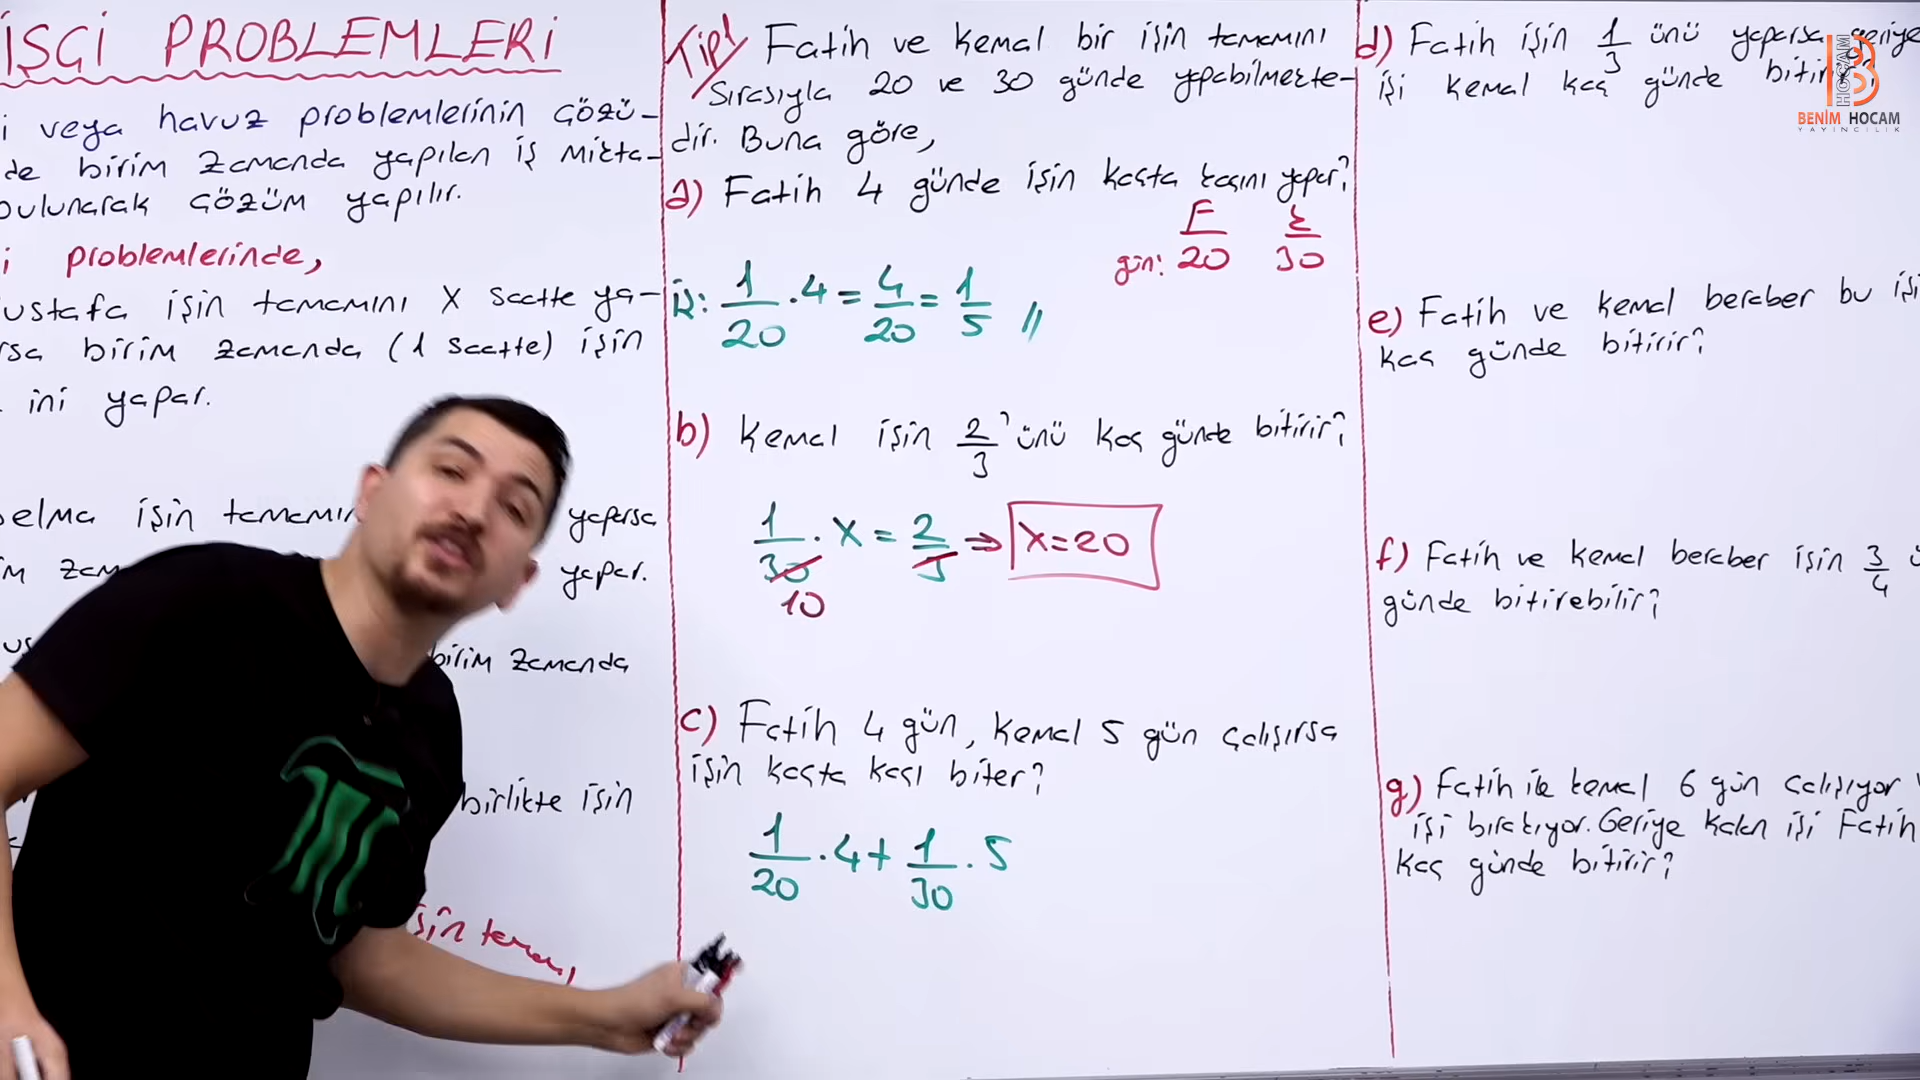 İŞÇİ PROBLEMLERİ
i veya havuz problemlerinin çözü-
de birim zamanda yapılan iş mikta-
bulunarak çözüm yapılır.
i problemlerinde,
ustafa işin tamamını X saatte ya-
rsa birim zamanda (1 saatte) işin
ini yapar.
elma işin yaparsa
yapar.
birim zamanda
birlikte işin
işin
Tip1 Fatih ve Kemal bir işin tamamını
Sırasıyla 20 ve 30 günde ypabilmekte-
dir. Buna göre,
a) Fatih 4 günde işin kaçta kaçını yapar?
F K
gün: 20 30
iş: 1/20 . 4 = 4/20 = 1/5 //
b) Kemal işin 2/3' ünü kaç günde bitirir?
1/30 . X = 2/3 ⇒ X=20
10
c) Fatih 4 gün, Kemal 5 gün çalışırsa
işin kaçta kaçı biter?
1/20 . 4 + 1/30 . 5
d) Fatih işin 1/3 ünü yaparsa geriye
işi Kemal kaç günde bitirir?
e) Fatih ve Kemal beraber bu işi
kaç günde bitirir?
f) Fatih ve Kemal beraber işin 3/4
günde bitirebilir?
g) Fatih ile Kemal 6 gün çalışıyor
işi bırakıyor. Geriye kalan işi Fatih
kaç günde bitirir?
B
HOCAM
BENİM HOCAM
YAYINCILIK